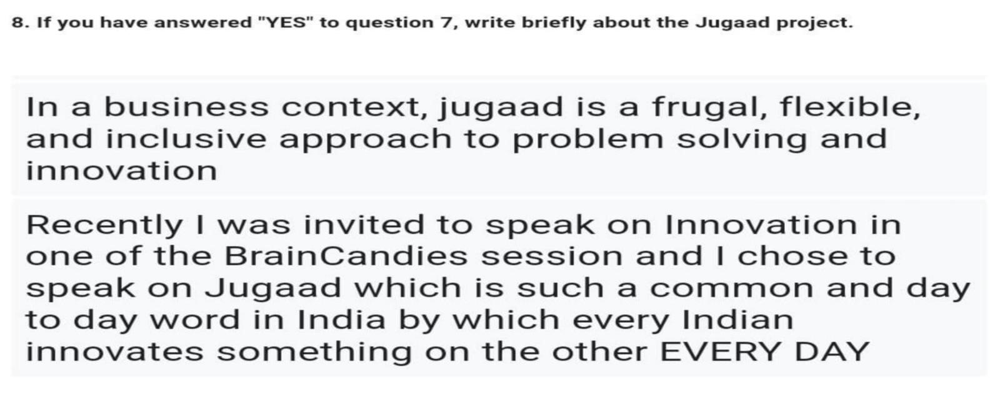 8. If you have answered "YES" to question 7, write briefly about the Jugaad project.
In a business context, jugaad is a frugal, flexible,
and inclusive approach to problem solving and
innovation
Recently I was invited to speak on Innovation in
one of the BrainCandies session and I chose to
speak on Jugaad which is such a common and day
to day word in India by which every Indian
innovates something on the other EVERY DAY